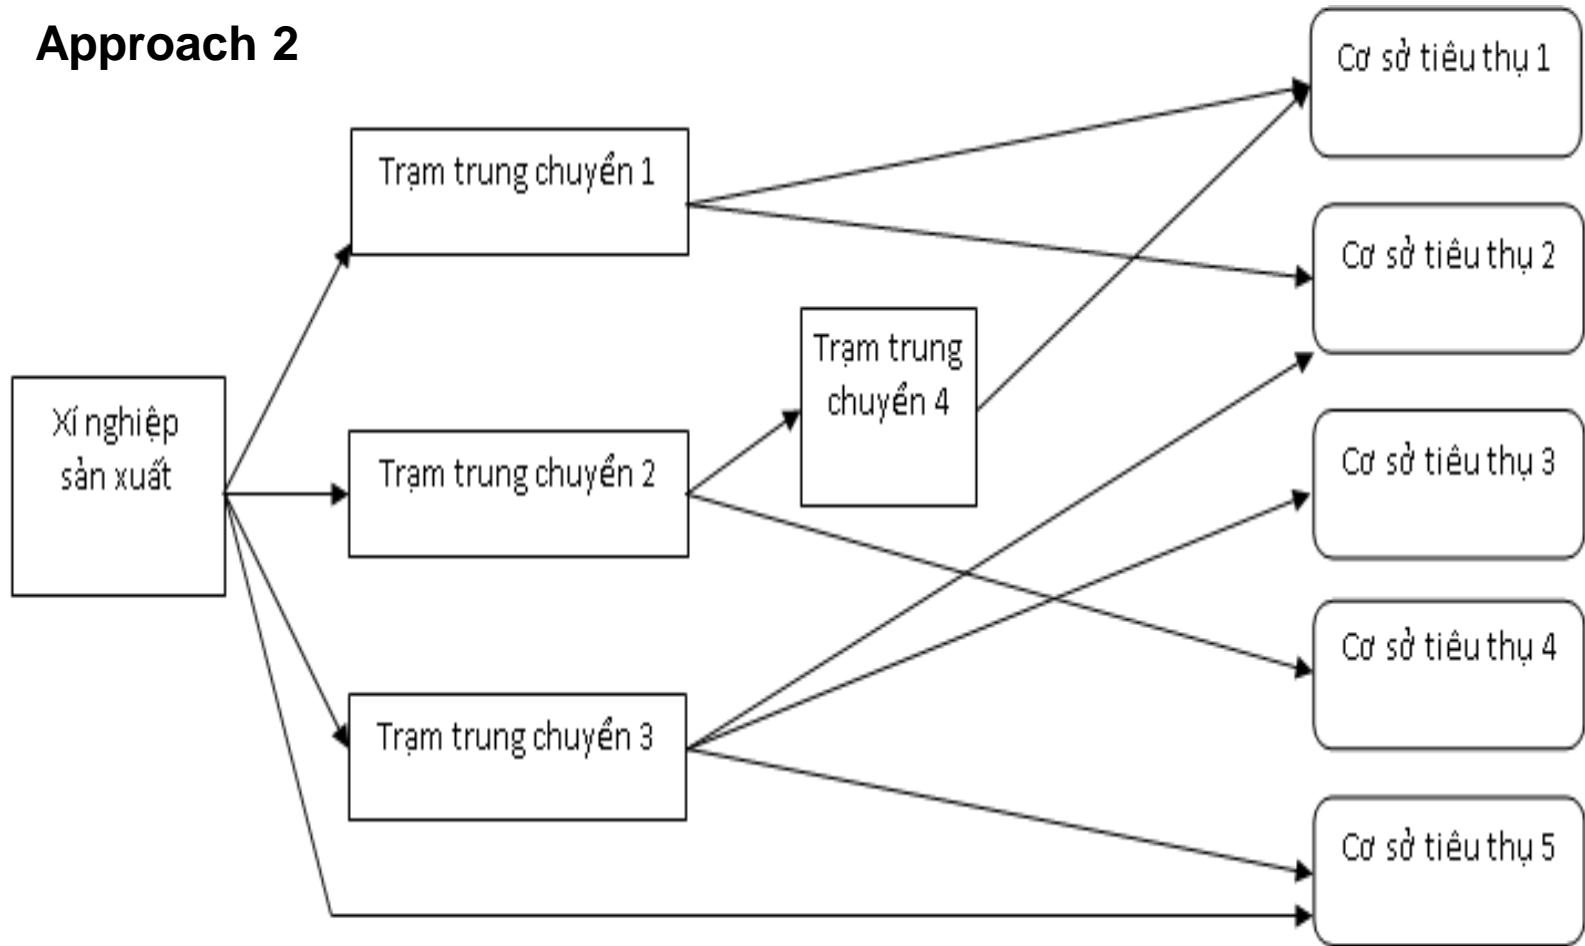 Approach 2
Cơ sở tiêu thụ 1
Trạm trung chuyển 1
Cơ sở tiêu thụ 2
Trạm trung
chuyển 4
Xí nghiệp
sản xuất
Trạm trung chuyển 2
Cơ sở tiêu thụ 3
Cơ sở tiêu thụ 4
Trạm trung chuyển 3
Cơ sở tiêu thụ 5